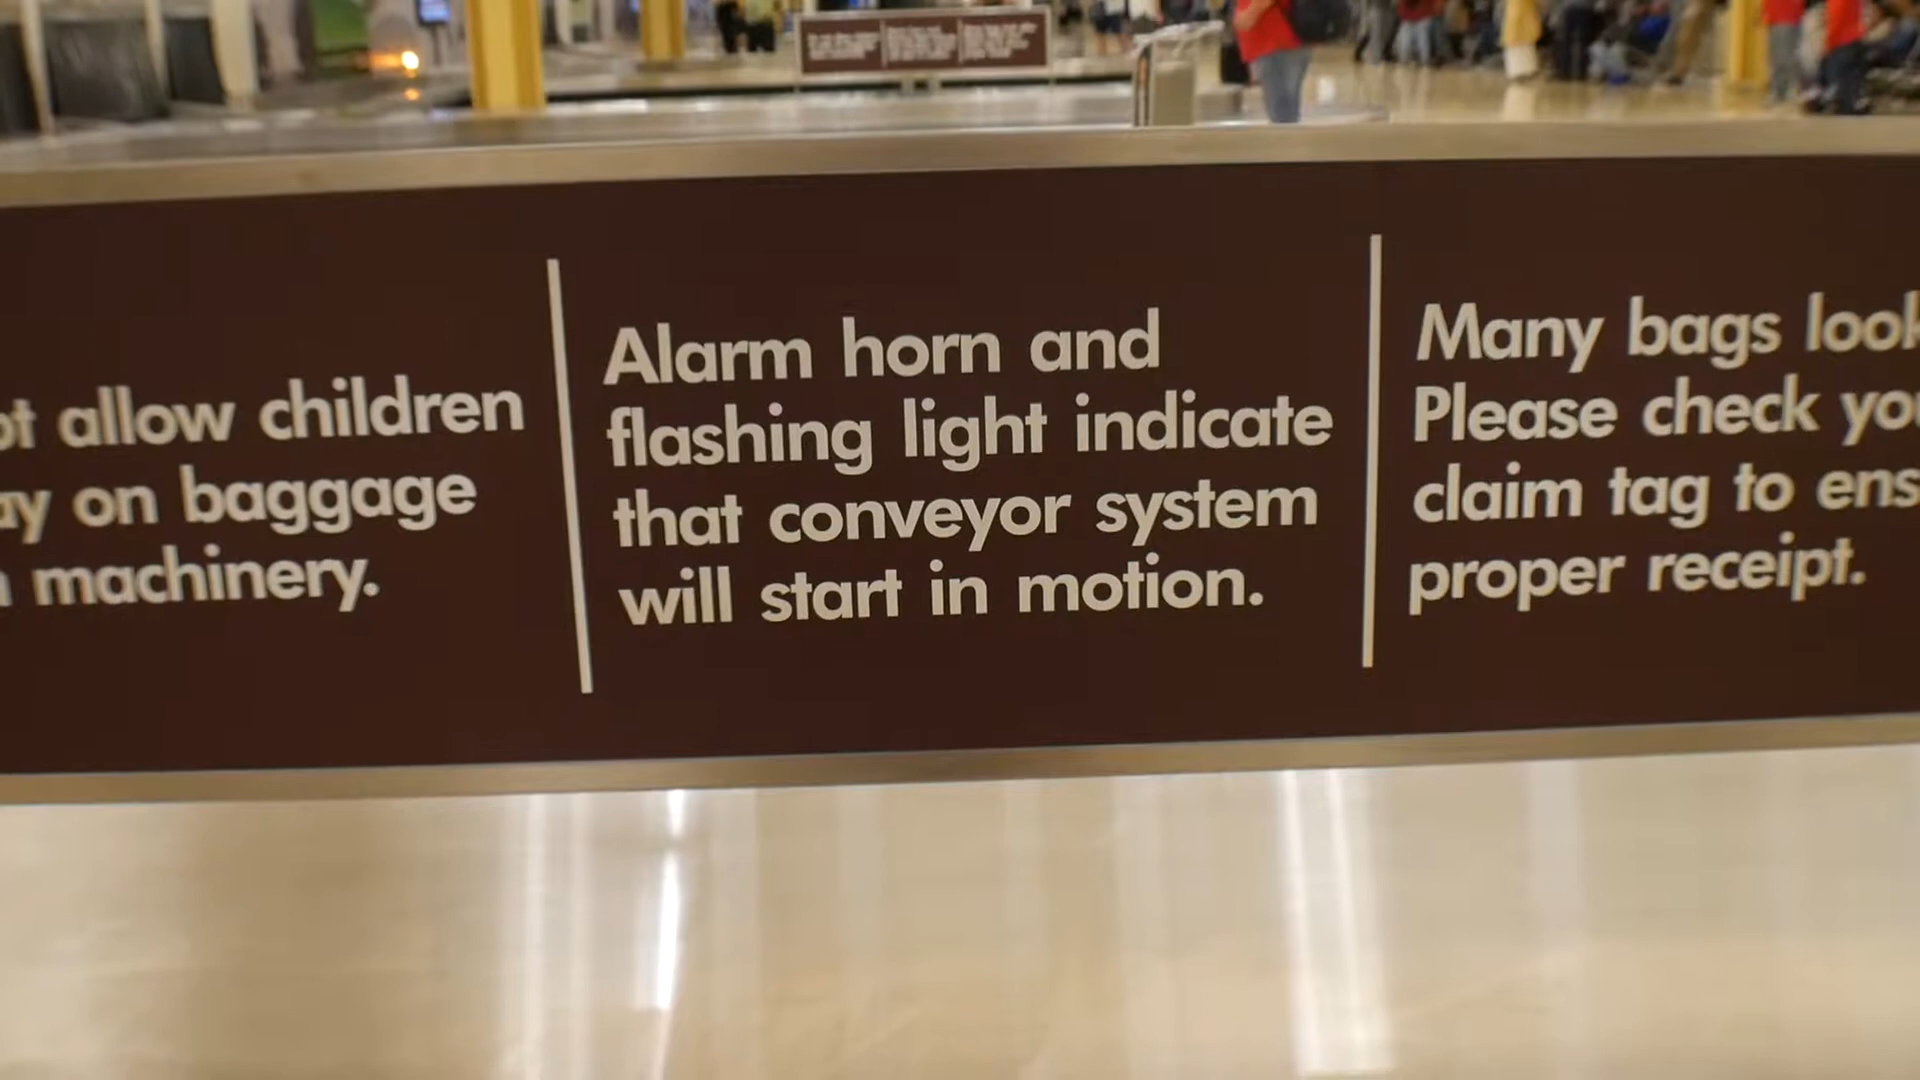 allow children
on baggage
machinery.
Alarm horn and
flashing light indicate
that conveyor system
will start in motion.
Many bags look
Please check
claim tag to
proper receipt.